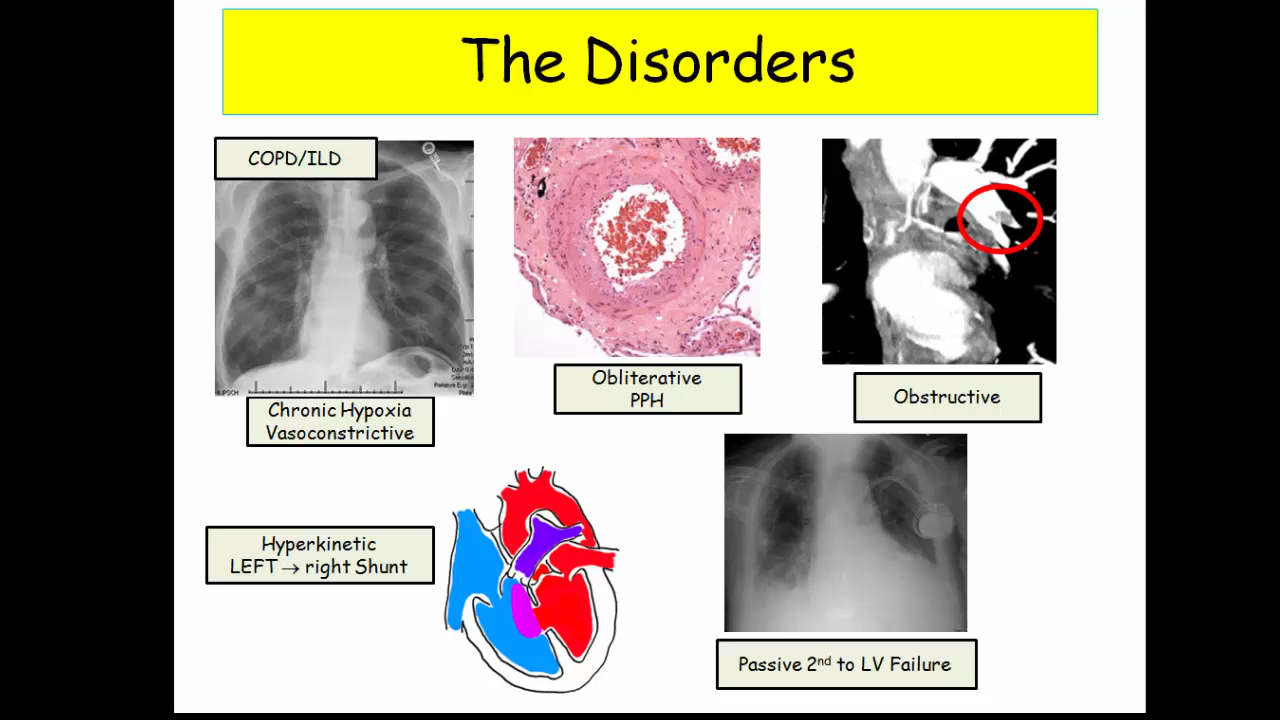 The Disorders
COPD/ILD
Chronic Hypoxia
Vasoconstrictive
Obliterative
PPH
Obstructive
Hyperkinetic
LEFT → right Shunt
Passive 2nd to LV Failure